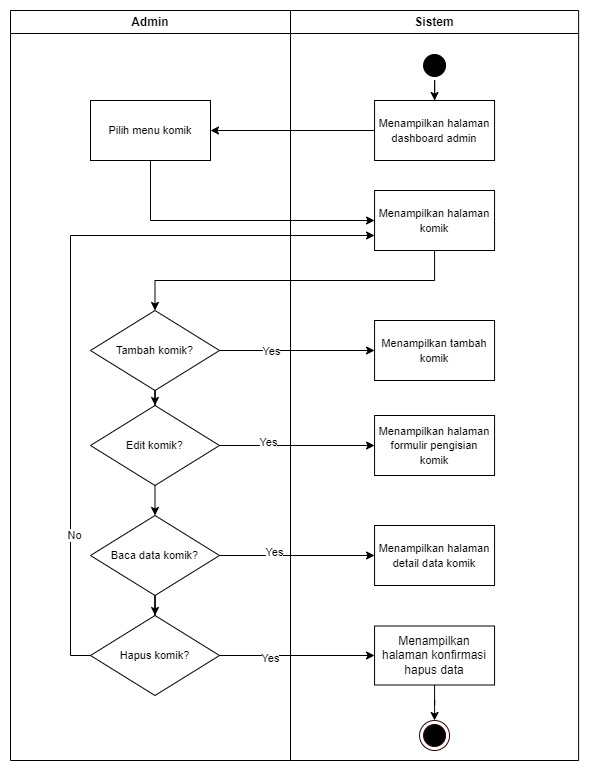 Admin
Sistem
Menampilkan halaman
dashboard admin
Pilih menu komik
Menampilkan halaman
komik
Tambah komik?
Yes
Menampilkan tambah
komik
Edit komik?
Yes
Menampilkan halaman
formulir pengisian
komik
No
Baca data komik?
Yes
Menampilkan halaman
detail data komik
Hapus komik?
Yes
Menampilkan
halaman konfirmasi
hapus data